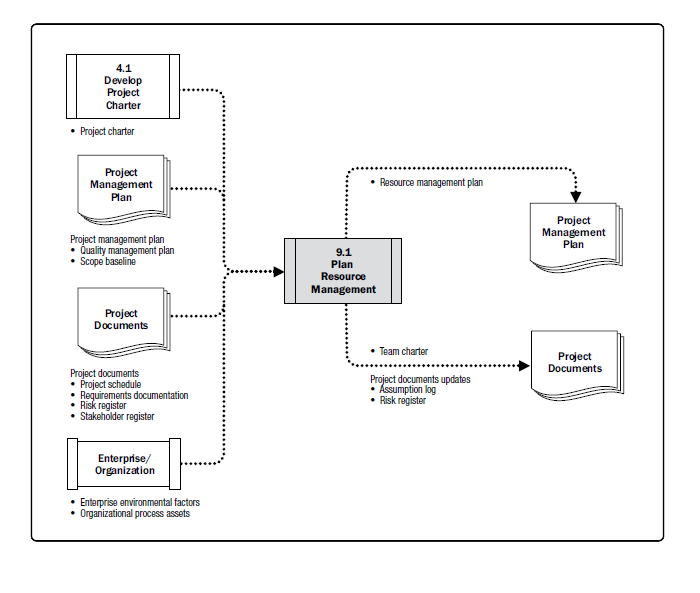 4.1
Develop
Project
Charter
• Project charter
Project
Management
Plan
Project management plan
• Quality management plan
• Scope baseline
Project
Documents
Project documents
• Project schedule
• Requirements documentation
• Risk register
• Stakeholder register
Enterprise/
Organization
• Enterprise environmental factors
• Organizational process assets
9.1
Plan
Resource
Management
• Resource management plan
Project
Management
Plan
• Team charter
Project documents updates
• Assumption log
• Risk register
Project
Documents